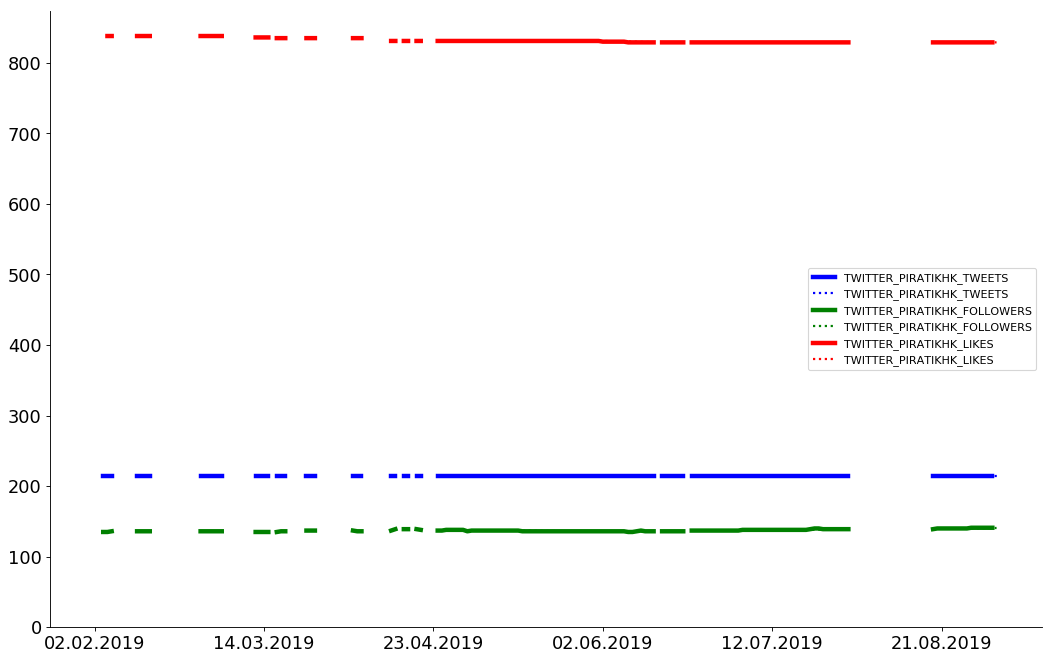 800
700
600
500
400
300
200
100
0
02.02.2019 14.03.2019 23.04.2019 02.06.2019 12.07.2019 21.08.2019
TWITTER_PIRATIKHK_TWEETS
TWITTER_PIRATIKHK_TWEETS
TWITTER_PIRATIKHK_FOLLOWERS
TWITTER_PIRATIKHK_FOLLOWERS
TWITTER_PIRATIKHK_LIKES
TWITTER_PIRATIKHK_LIKES